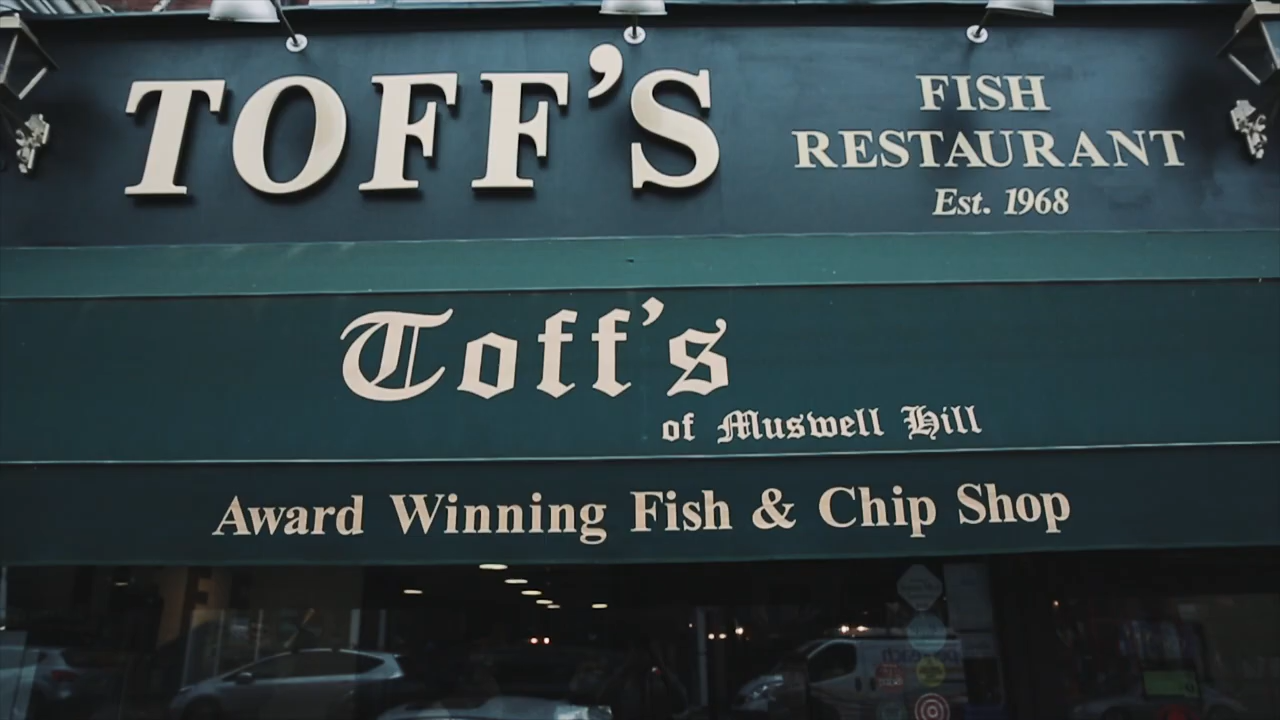 TOFF'S
FISH
RESTAURANT
Est. 1968
Toff's
of Muswell Hill
Award Winning Fish & Chip Shop